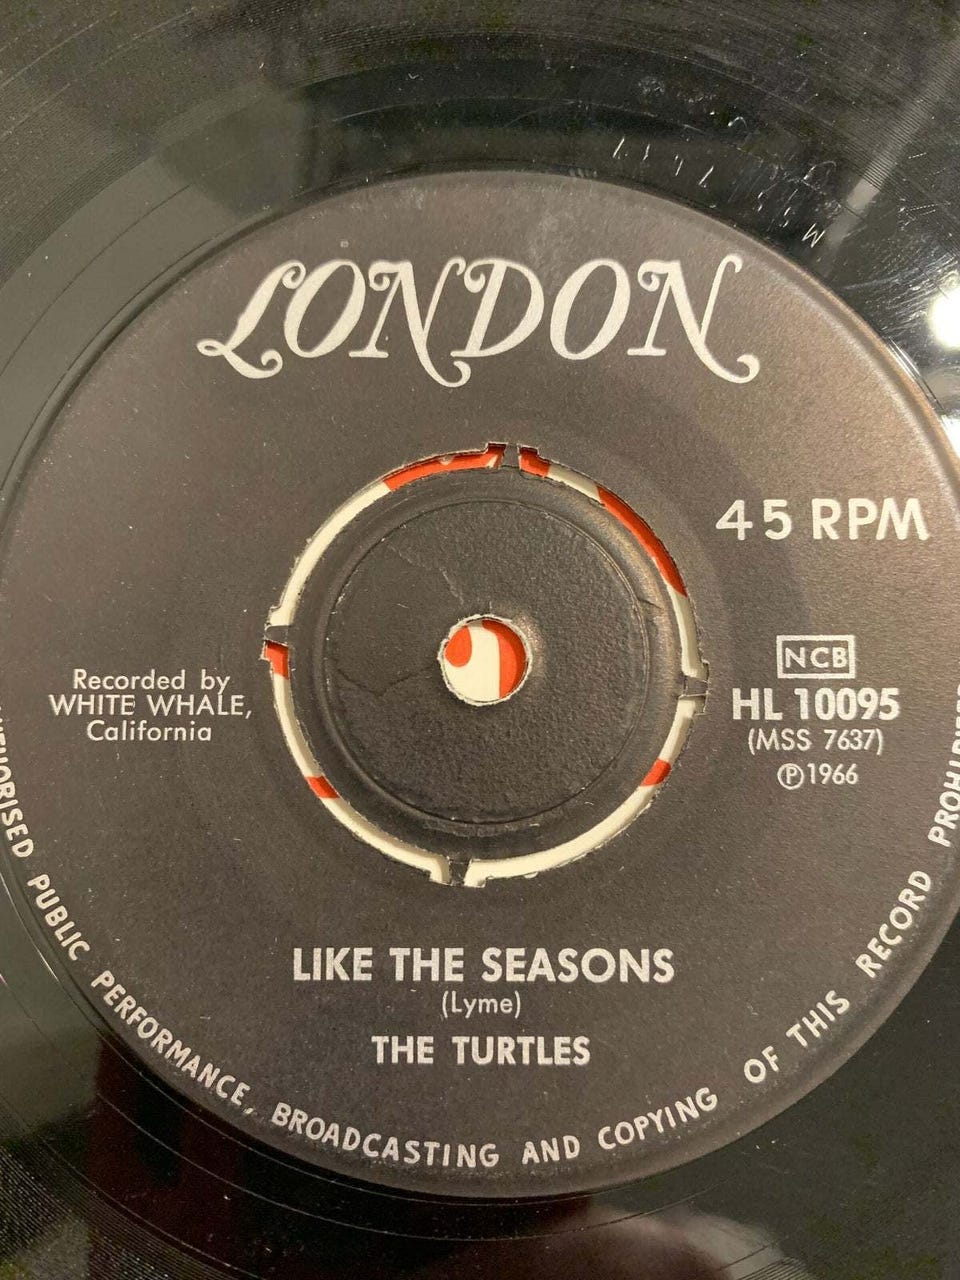 LONDON
45 RPM
Recorded by
WHITE WHALE,
California
NCB
HL 10095
(MSS 7637)
Ⓟ1966
LIKE THE SEASONS
(Lyme)
THE TURTLES
PUBLIC PERFORMANCE, BROADCASTING AND COPYING OF THIS RECORD